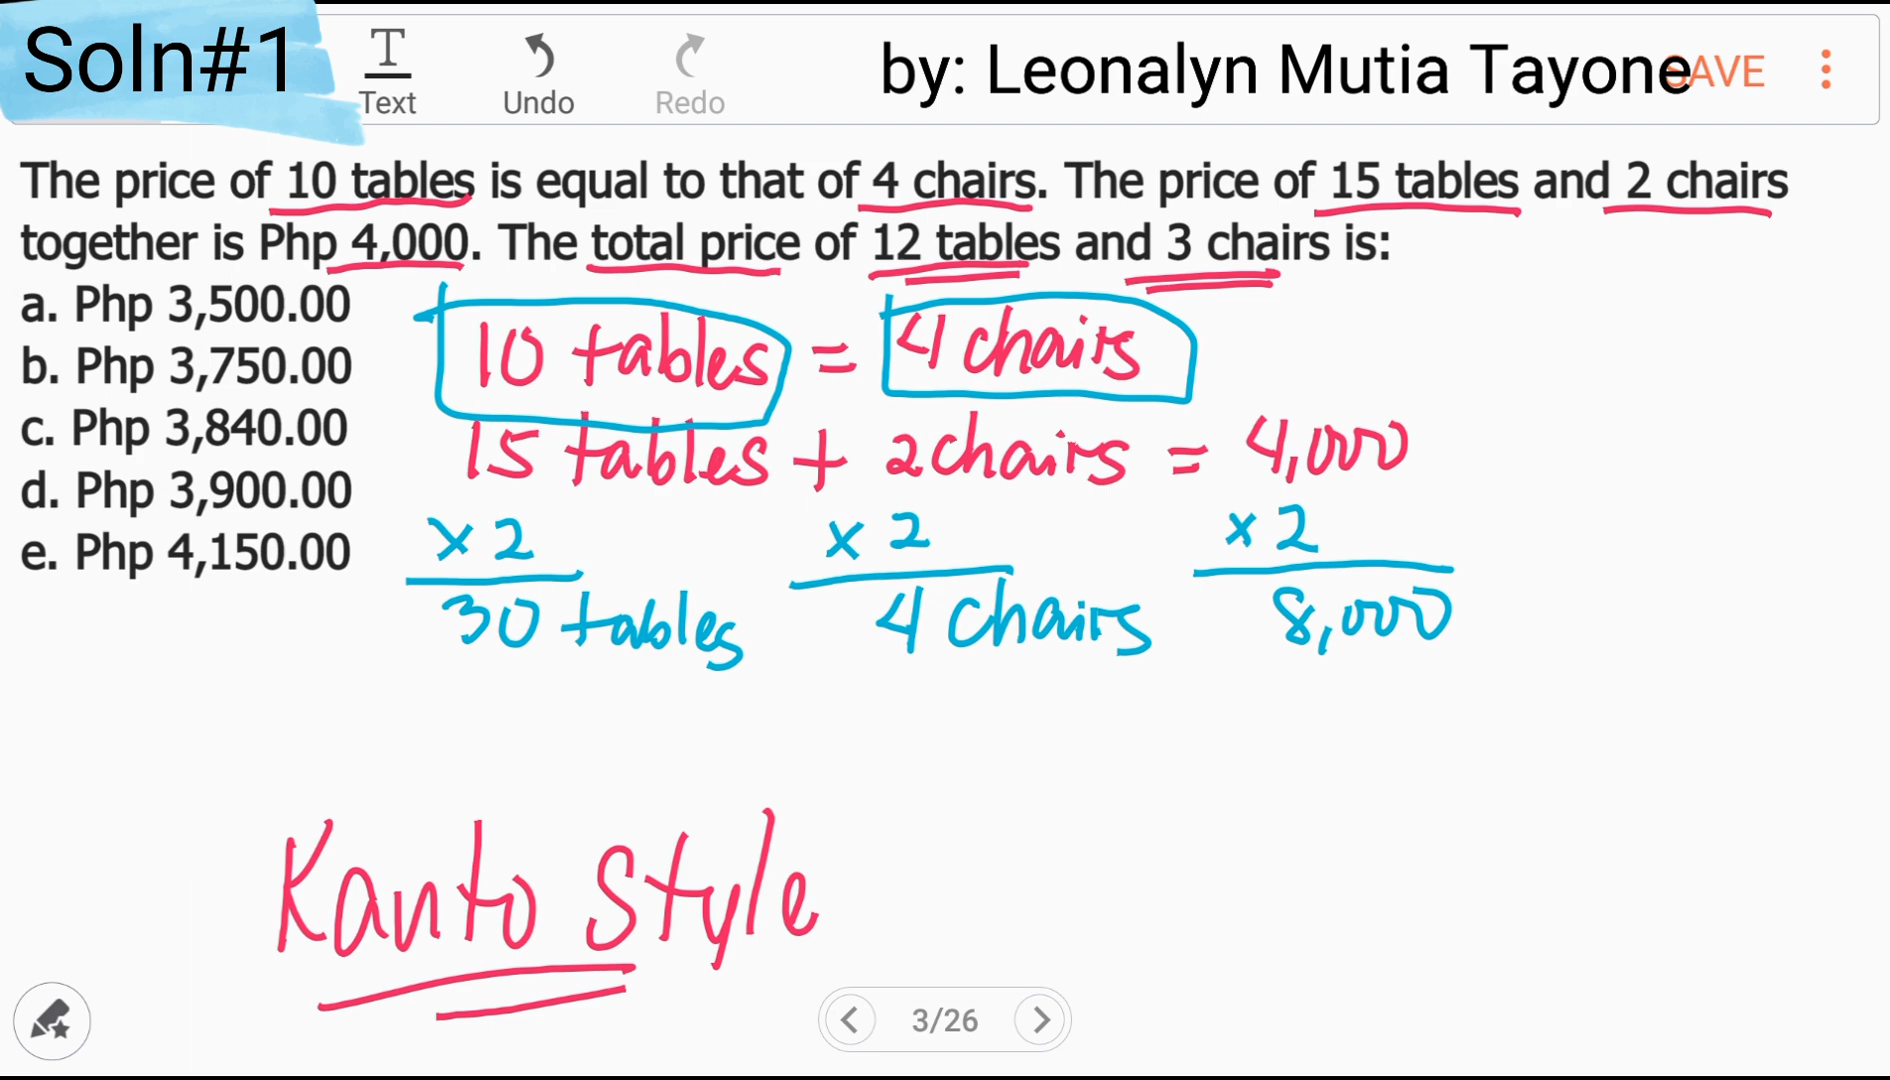 Soln#1
Text
Undo
Redo
by: Leonalyn Mutia Tayone
AVE
The price of 10 tables is equal to that of 4 chairs. The price of 15 tables and 2 chairs
together is Php 4,000. The total price of 12 tables and 3 chairs is:
a. Php 3,500.00
b. Php 3,750.00
c. Php 3,840.00
d. Php 3,900.00
e. Php 4,150.00
10 tables = 4 chairs
15 tables + 2 chairs = 4,000
x 2 x 2 x 2
30 tables 4 chairs 8,000
Kanto style
3/26